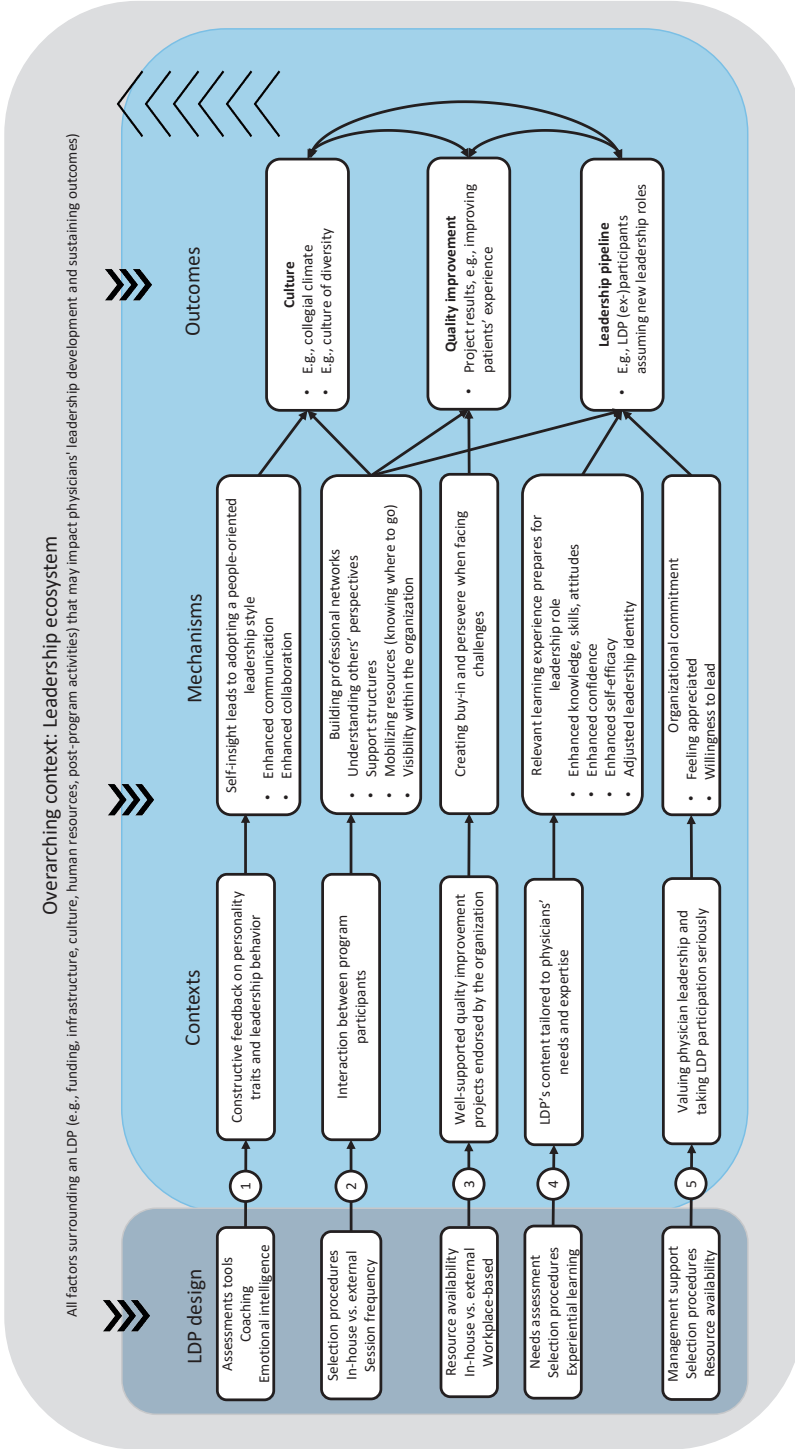 Overarching context: Leadership ecosystem
All factors surrounding an LDP (e.g., funding, infrastructure, culture, human resources, post-program activities) that may impact physicians' leadership development and sustaining outcomes)
LDP design
Contexts
Mechanisms
Outcomes
Assessments tools
Coaching
Emotional intelligence
1
Constructive feedback on personality
traits and leadership behavior
Self-insight leads to adopting a people-oriented
leadership style
• Enhanced communication
• Enhanced collaboration
Selection procedures
In-house vs. external
Session frequency
2
Interaction between program
participants
Building professional networks
• Understanding others' perspectives
• Support structures
• Mobilizing resources (knowing where to go)
• Visibility within the organization
Resource availability
In-house vs. external
Workplace-based
3
Well-supported quality improvement
projects endorsed by the organization
Creating buy-in and persevere when facing
challenges
Needs assessment
Selection procedures
Experiential learning
4
LDP's content tailored to physicians'
needs and expertise
Relevant learning experience prepares for
leadership role
• Enhanced knowledge, skills, attitudes
• Enhanced confidence
• Enhanced self-efficacy
• Adjusted leadership identity
Management support
Selection procedures
Resource availability
5
Valuing physician leadership and
taking LDP participation seriously
Organizational commitment
• Feeling appreciated
• Willingness to lead
Culture
• E.g., collegial climate
• E.g., culture of diversity
Quality improvement
• Project results, e.g., improving
patients' experience
Leadership pipeline
• E.g., LDP (ex-)participants
assuming new leadership roles